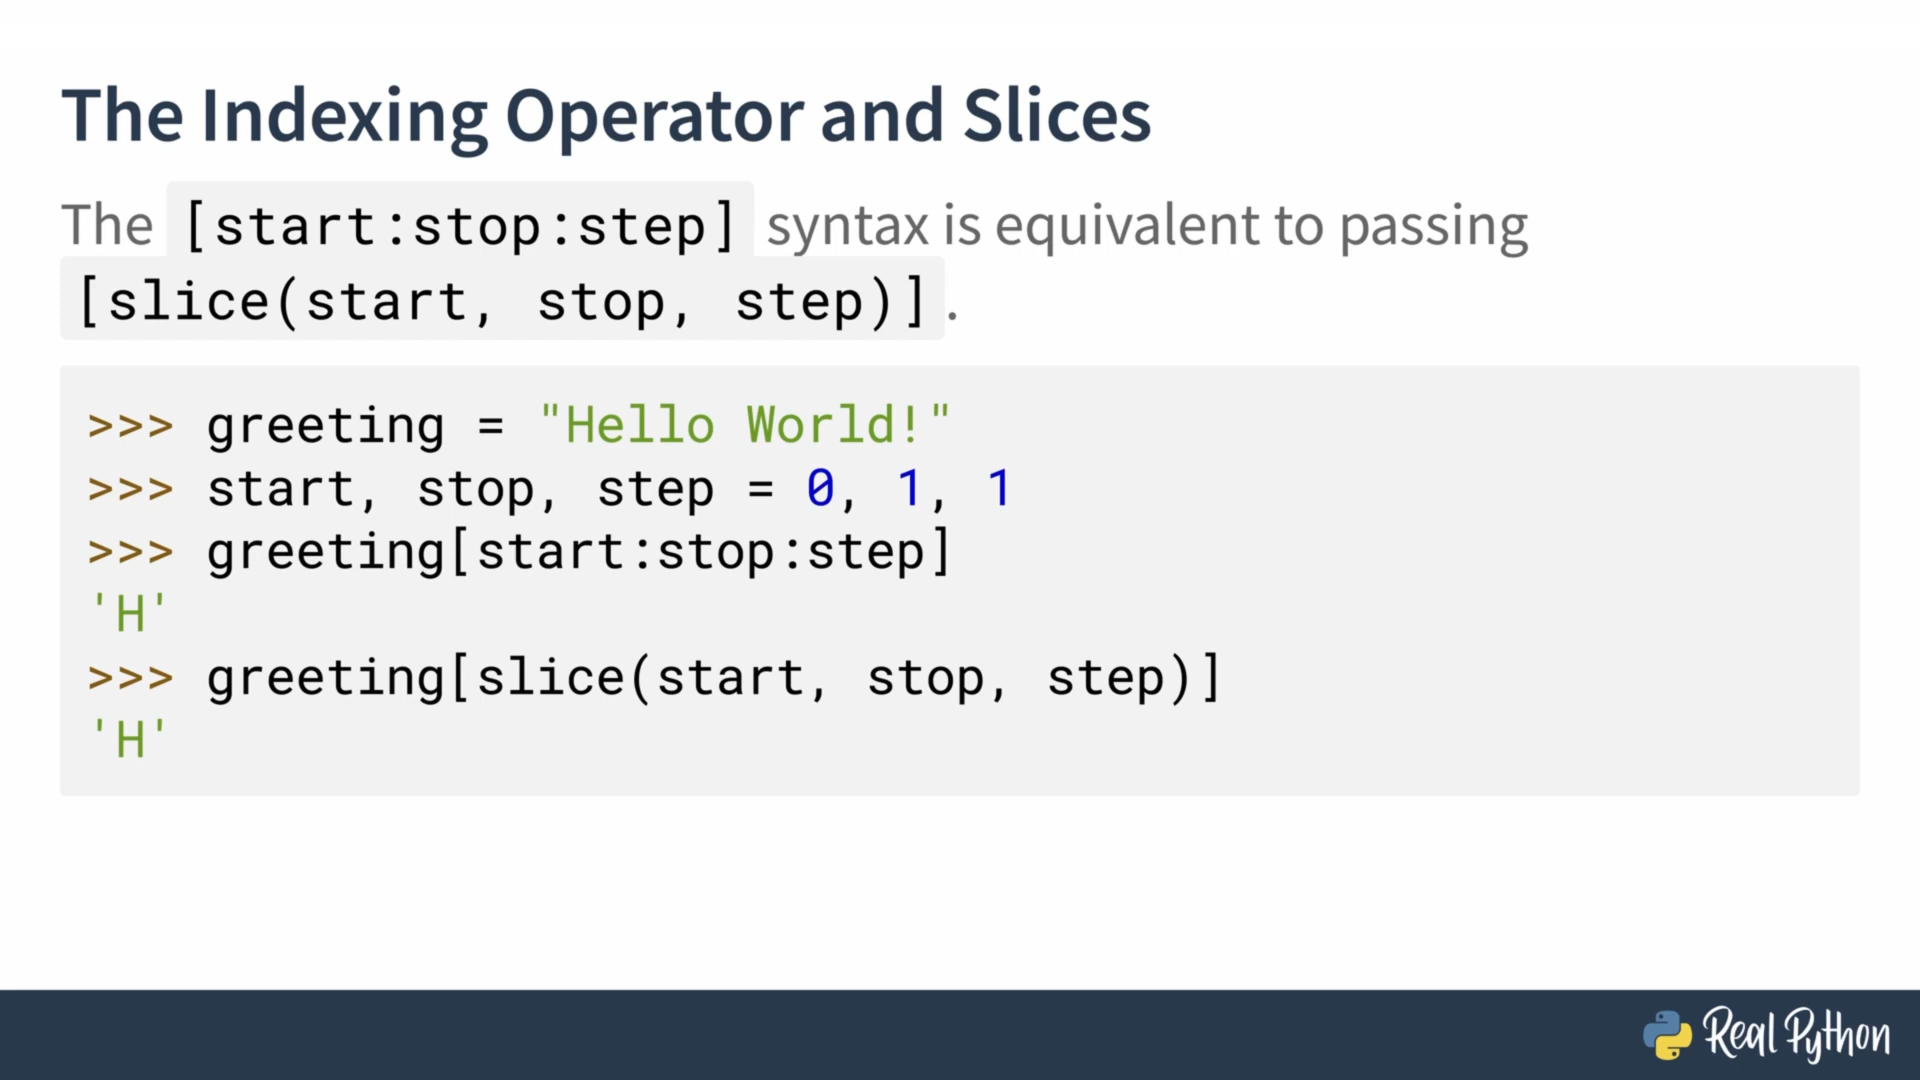 The Indexing Operator and Slices
The [start:stop:step] syntax is equivalent to passing
[slice(start, stop, step)].
>>> greeting = "Hello World!"
>>> start, stop, step = 0, 1, 1
>>> greeting[start:stop:step]
'H'
>>> greeting[slice(start, stop, step)]
'H'
Real Python